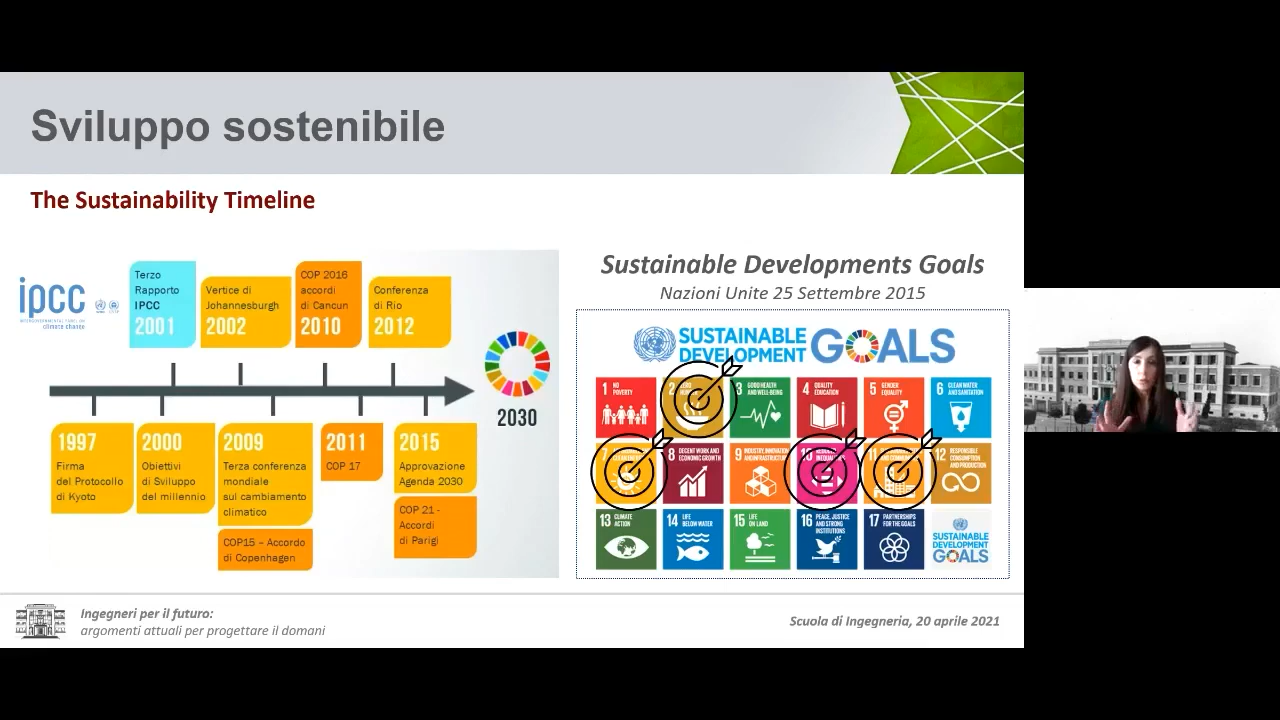 Sviluppo sostenibile
The Sustainability Timeline
ipcc
climate change
Terzo
Rapporto
IPCC
2001
Vertice di
Johannesburgh
2002
COP 2016
accordi
di Cancun
2010
Conferenza
di Rio
2012
2030
1997
Firma
del Protocollo
di Kyoto
2000
Obiettivi
di Sviluppo
del millennio
2009
Terza conferenza
mondiale
sul cambiamento
climatico
COP15 – Accordo
di Copenhagen
2011
COP 17
2015
Approvazione
Agenda 2030
COP 21 -
Accordi
di Parigi
Sustainable Developments Goals
Nazioni Unite 25 Settembre 2015
SUSTAINABLE
DEVELOPMENT
GOALS
1 NO
POVERTY
2
3 GOOD HEALTH
AND WELL-BEING
4 QUALITY
EDUCATION
5 GENDER
EQUALITY
6 CLEAN WATER
AND SANITATION
7
8 DECENT WORK AND
ECONOMIC GROWTH
9 INDUSTRY, INNOVATION
AND INFRASTRUCTURE
10
11
12 RESPONSIBLE
CONSUMPTION
AND PRODUCTION
13 CLIMATE
ACTION
14 LIFE
BELOW WATER
15 LIFE
ON LAND
16 PEACE, JUSTICE
AND STRONG
INSTITUTIONS
17 PARTNERSHIPS
FOR THE GOALS
SUSTAINABLE
DEVELOPMENT
GOALS
Ingegneri per il futuro:
argomenti attuali per progettare il domani
Scuola di Ingegneria, 20 aprile 2021